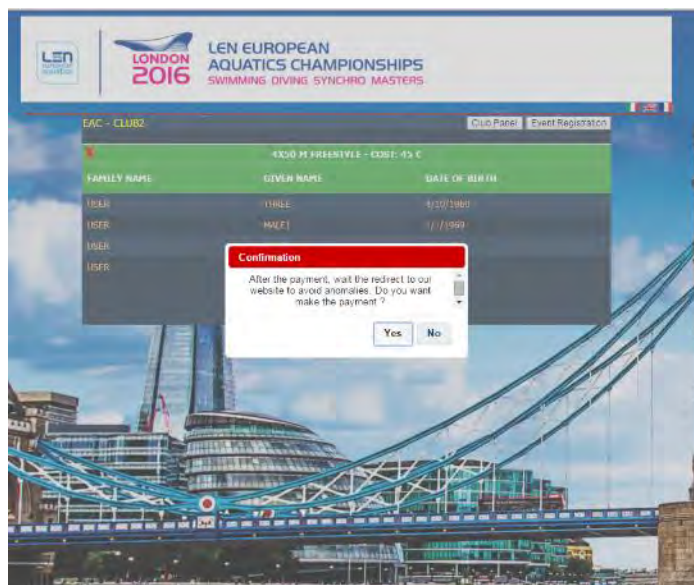 LEN
LONDON
2016
LEN EUROPEAN
AQUATICS CHAMPIONSHIPS
SWIMMING DIVING SYNCHRO MASTERS
EAC - CLUB2
Club Panel Event Registration
4X50 M FREESTYLE - COST: 45 €
FAMILY NAME GIVEN NAME DATE OF BIRTH
USER THREE
USER MALE1
USER
USER
Confirmation
After the payment, wait the redirect to our
website to avoid anomalies. Do you want
make the payment ?
Yes No